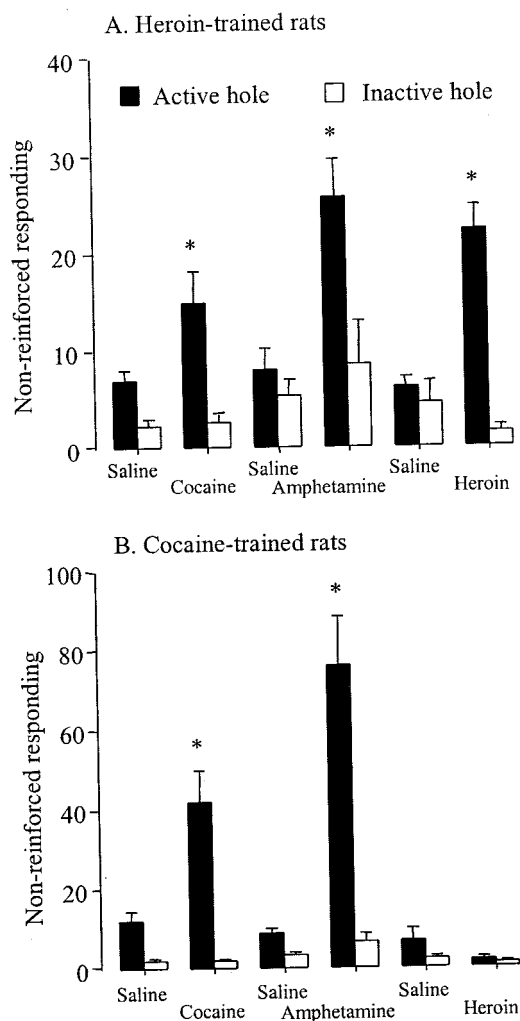 A. Heroin-trained rats
40
Active hole
Inactive hole
*
*
*
30
20
10
0
Non-reinforced responding
Saline
Cocaine
Saline
Amphetamine
Saline
Heroin
B. Cocaine-trained rats
100
*
80
60
*
40
20
0
Non-reinforced responding
Saline
Cocaine
Saline
Amphetamine
Saline
Heroin